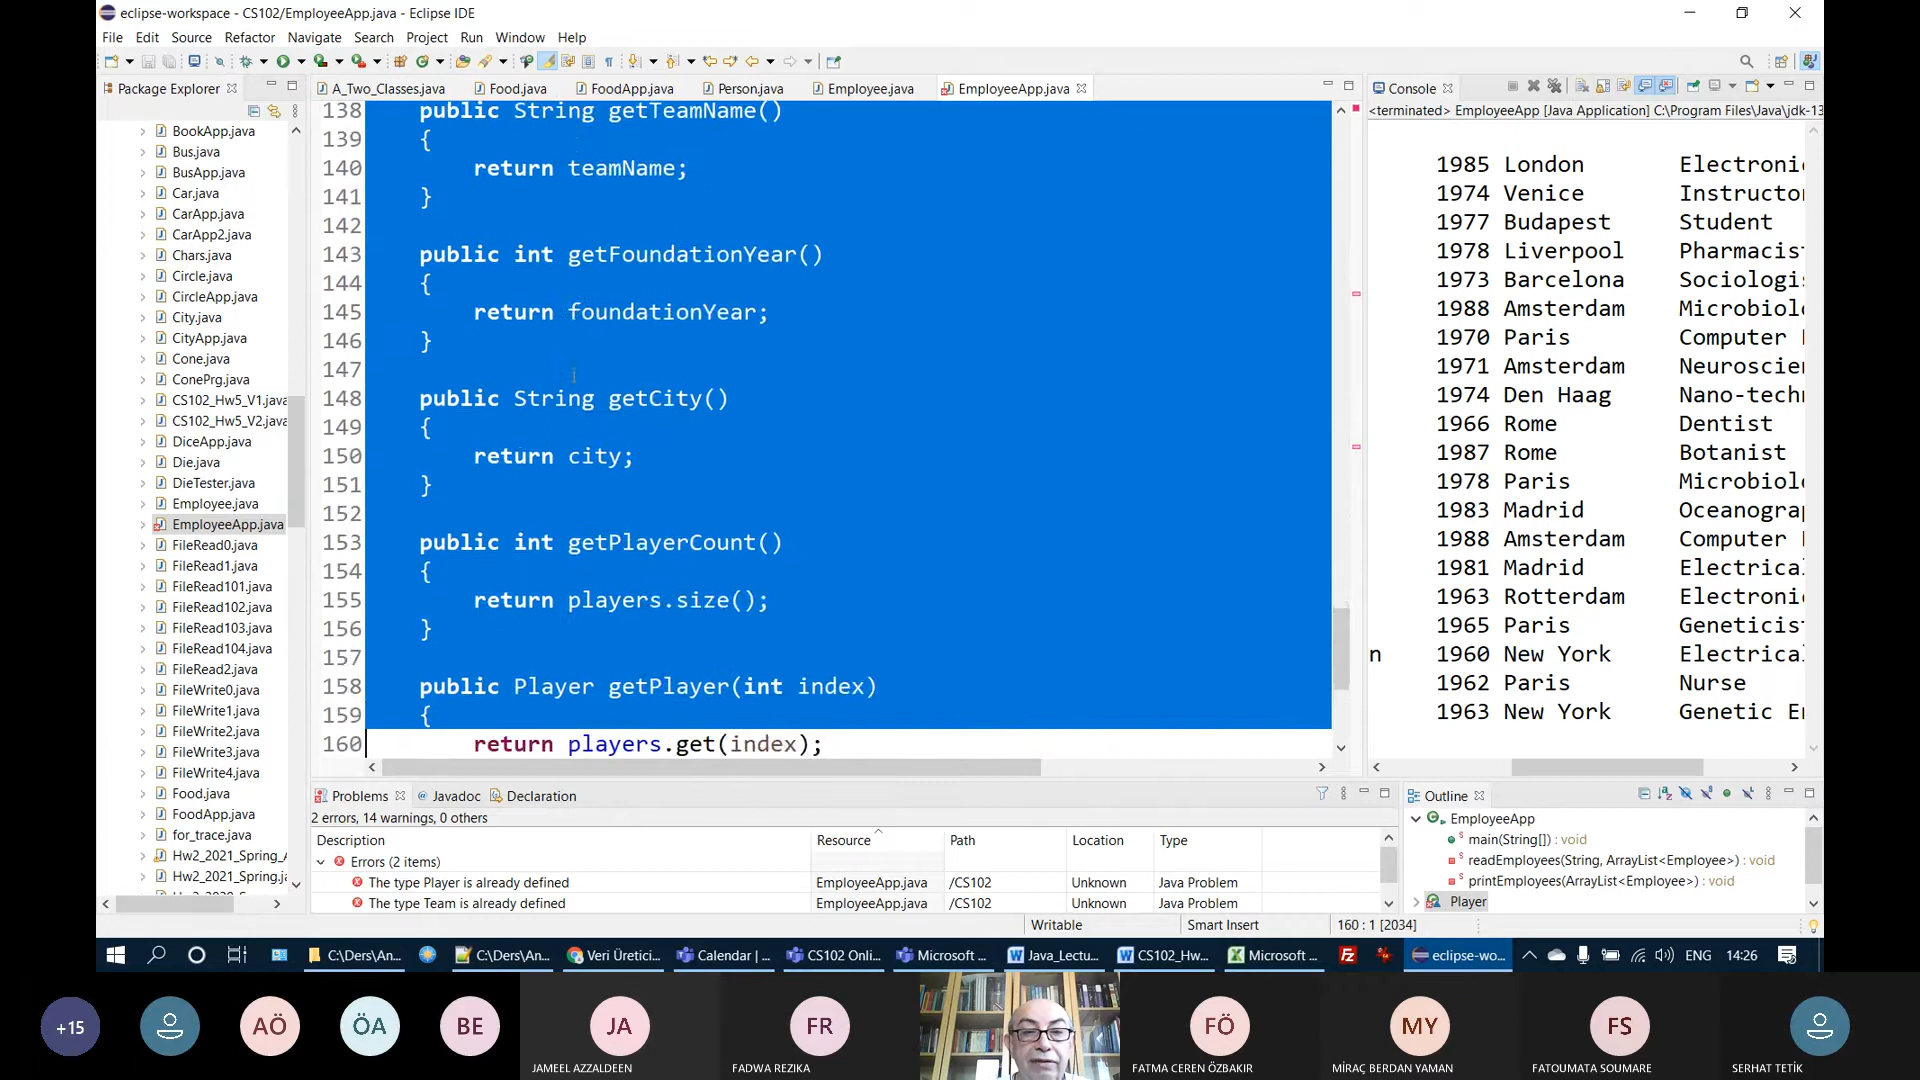 eclipse-workspace - CS102/EmployeeApp.java - Eclipse IDE
File Edit Source Refactor Navigate Search Project Run Window Help
Package Explorer
BookApp.java
Bus.java
BusApp.java
Car.java
CarApp.java
CarApp2.java
Chars.java
Circle.java
CircleApp.java
City.java
CityApp.java
Cone.java
ConePrg.java
CS102_Hw5_V1.java
CS102_Hw5_V2.java
DiceApp.java
Die.java
DieTester.java
Employee.java
EmployeeApp.java
FileRead0.java
FileRead1.java
FileRead101.java
FileRead102.java
FileRead103.java
FileRead104.java
FileRead2.java
FileWrite0.java
FileWrite1.java
FileWrite2.java
FileWrite3.java
FileWrite4.java
Food.java
FoodApp.java
for_trace.java
Hw2_2021_Spring_A
Hw2_2021_Spring.ja
A_Two_Classes.java Food.java FoodApp.java Person.java Employee.java EmployeeApp.java
138 public String getTeamName()
139 {
140 return teamName;
141 }
142
143 public int getFoundationYear()
144 {
145 return foundationYear;
146 }
147
148 public String getCity()
149 {
150 return city;
151 }
152
153 public int getPlayerCount()
154 {
155 return players.size();
156 }
157
158 public Player getPlayer(int index)
159 {
160 return players.get(index);
Console
<terminated> EmployeeApp [Java Application] C:\Program Files\Java\jdk-13
1985 London Electroni
1974 Venice Instructo
1977 Budapest Student
1978 Liverpool Pharmacis
1973 Barcelona Sociologi
1988 Amsterdam Microbiol
1970 Paris Computer
1971 Amsterdam Neuroscie
1974 Den Haag Nano-tech
1966 Rome Dentist
1987 Rome Botanist
1978 Paris Microbiol
1983 Madrid Oceanogra
1988 Amsterdam Computer
1981 Madrid Electrica
1963 Rotterdam Electroni
1965 Paris Geneticis
n 1960 New York Electrica
1962 Paris Nurse
1963 New York Genetic E
Problems Javadoc Declaration
2 errors, 14 warnings, 0 others
Description Resource Path Location Type
Errors (2 items)
The type Player is already defined EmployeeApp.java /CS102 Unknown Java Problem
The type Team is already defined EmployeeApp.java /CS102 Unknown Java Problem
Outline
EmployeeApp
main(String[]) : void
readEmployees(String, ArrayList<Employee>) : void
printEmployees(ArrayList<Employee>) : void
Player
Writable Smart Insert 160 : 1 [2034]
C:\Ders\An... C:\Ders\An... Veri Üretici... Calendar | ... CS102 Onli... Microsoft ... Java_Lectu... CS102_Hw... Microsoft ... eclipse-wo... ENG 14:26
+15 AÖ ÖA BE JA FR FÖ MY FS
JAMEEL AZZALDEEN FADWA REZIKA FATMA CEREN ÖZBAKIR MİRAÇ BERDAN YAMAN FATOUMATA SOUMARE SERHAT TETİK